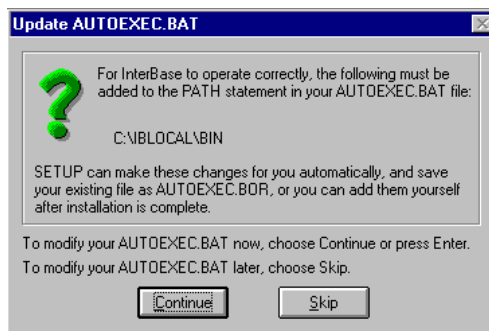 Update AUTOEXEC.BAT
For InterBase to operate correctly, the following must be
added to the PATH statement in your AUTOEXEC.BAT file:
C:\IBLOCAL\BIN
SETUP can make these changes for you automatically, and save
your existing file as AUTOEXEC.BOR, or you can add them yourself
after installation is complete.
To modify your AUTOEXEC.BAT now, choose Continue or press Enter.
To modify your AUTOEXEC.BAT later, choose Skip.
Continue Skip